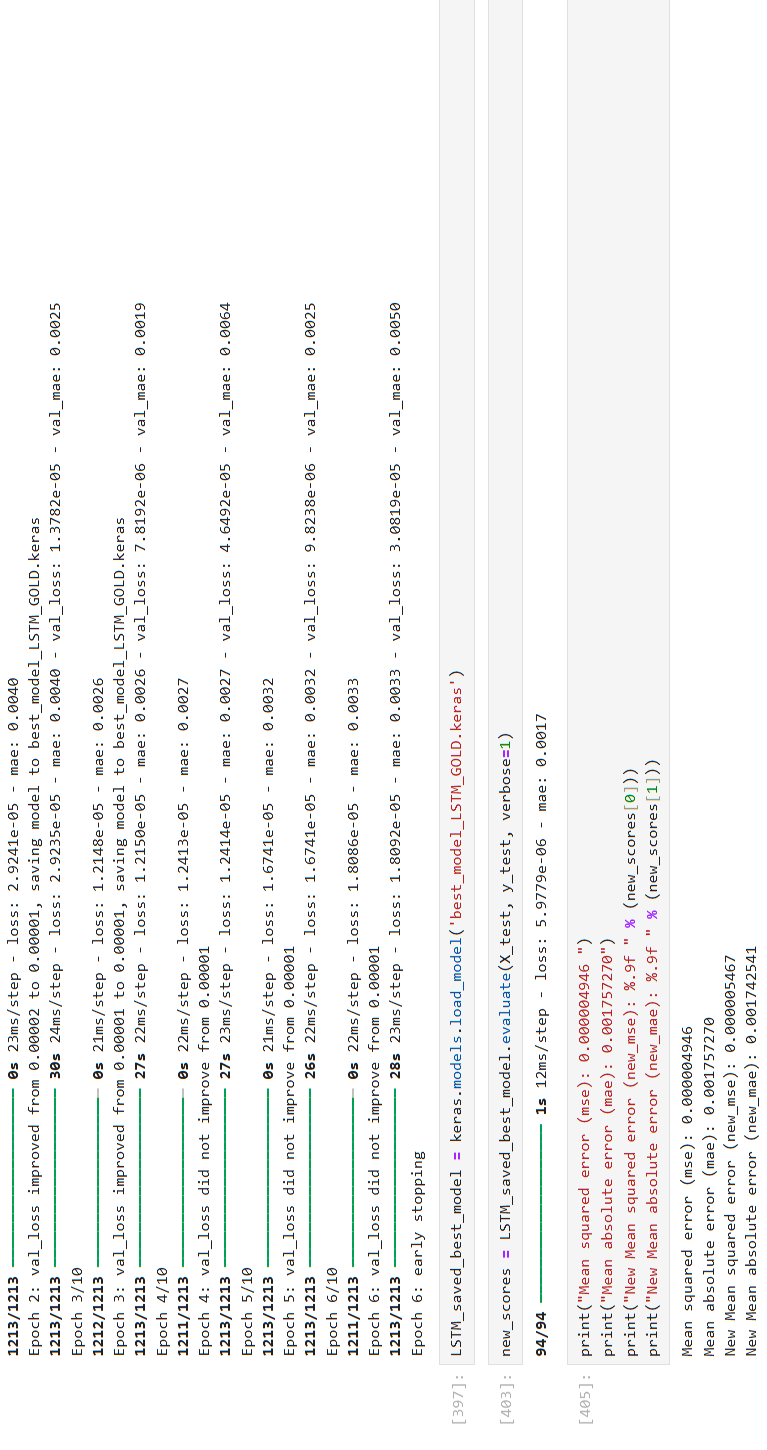 1213/1213 ━━━━━━━━━━━━━━━━━━━━ 0s 23ms/step - loss: 2.9241e-05 - mae: 0.0040
Epoch 2: val_loss improved from 0.00002 to 0.00001, saving model to best_model_LSTM_GOLD.keras
1213/1213 ━━━━━━━━━━━━━━━━━━━━ 30s 24ms/step - loss: 2.9235e-05 - mae: 0.0040 - val_loss: 1.3782e-05 - val_mae: 0.0025
Epoch 3/10
1212/1213 ━━━━━━━━━━━━━━━━━━━━ 0s 21ms/step - loss: 1.2148e-05 - mae: 0.0026
Epoch 3: val_loss improved from 0.00001 to 0.00001, saving model to best_model_LSTM_GOLD.keras
1213/1213 ━━━━━━━━━━━━━━━━━━━━ 27s 22ms/step - loss: 1.2150e-05 - mae: 0.0026 - val_loss: 7.8192e-06 - val_mae: 0.0019
Epoch 4/10
1211/1213 ━━━━━━━━━━━━━━━━━━━━ 0s 22ms/step - loss: 1.2413e-05 - mae: 0.0027
Epoch 4: val_loss did not improve from 0.00001
1213/1213 ━━━━━━━━━━━━━━━━━━━━ 27s 23ms/step - loss: 1.2414e-05 - mae: 0.0027 - val_loss: 4.6492e-05 - val_mae: 0.0064
Epoch 5/10
1213/1213 ━━━━━━━━━━━━━━━━━━━━ 0s 21ms/step - loss: 1.6741e-05 - mae: 0.0032
Epoch 5: val_loss did not improve from 0.00001
1213/1213 ━━━━━━━━━━━━━━━━━━━━ 26s 22ms/step - loss: 1.6741e-05 - mae: 0.0032 - val_loss: 9.8238e-06 - val_mae: 0.0025
Epoch 6/10
1211/1213 ━━━━━━━━━━━━━━━━━━━━ 0s 22ms/step - loss: 1.8086e-05 - mae: 0.0033
Epoch 6: val_loss did not improve from 0.00001
1213/1213 ━━━━━━━━━━━━━━━━━━━━ 28s 23ms/step - loss: 1.8092e-05 - mae: 0.0033 - val_loss: 3.0819e-05 - val_mae: 0.0050
Epoch 6: early stopping
[397]: LSTM_saved_best_model = keras.models.load_model('best_model_LSTM_GOLD.keras')
[403]: new_scores = LSTM_saved_best_model.evaluate(X_test, y_test, verbose=1)
94/94 ━━━━━━━━━━━━━━━━━━━━ 1s 12ms/step - loss: 5.9779e-06 - mae: 0.0017
[405]: print("Mean squared error (mse): 0.000004946 ")
print("Mean absolute error (mae): 0.001757270")
print("New Mean squared error (new_mse): %.9f " % (new_scores[0]))
print("New Mean absolute error (new_mae): %.9f " % (new_scores[1]))
Mean squared error (mse): 0.000004946
Mean absolute error (mae): 0.001757270
New Mean squared error (new_mse): 0.000005467
New Mean absolute error (new_mae): 0.001742541